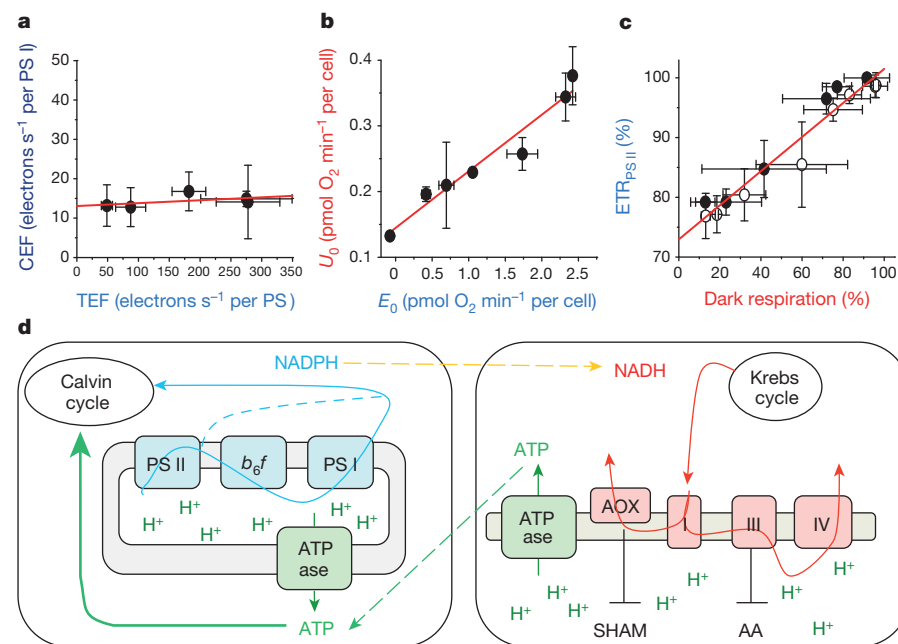 a
CEF (electrons s⁻¹ per PS I)
50
40
30
20
10
0
0 50 150 250 350
TEF (electrons s⁻¹ per PS)
b
U₀ (pmol O₂ min⁻¹ per cell)
0.4
0.3
0.2
0.1
0 0.5 1.0 1.5 2.0 2.5
E₀ (pmol O₂ min⁻¹ per cell)
c
ETR_PS II (%)
100
90
80
70
0 20 40 60 80 100
Dark respiration (%)
d
Calvin
cycle
NADPH
NADH
Krebs
cycle
PS II
b₆f
PS I
H⁺ H⁺ H⁺ H⁺ H⁺ H⁺
ATP
ase
ATP
ATP
ATP
ase
AOX
I
III
IV
H⁺ H⁺ H⁺ H⁺ H⁺ H⁺ H⁺ H⁺
SHAM
AA